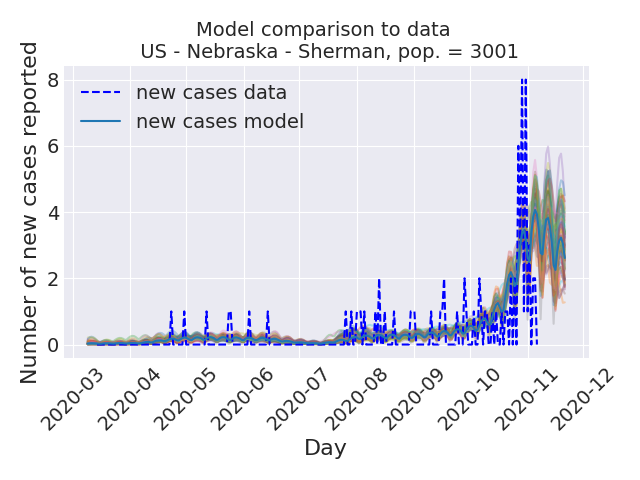 Model comparison to data
US - Nebraska - Sherman, pop. = 3001
Number of new cases reported
8
6
4
2
0
new cases data
new cases model
2020-03
2020-04
2020-05
2020-06
2020-07
2020-08
2020-09
2020-10
2020-11
2020-12
Day